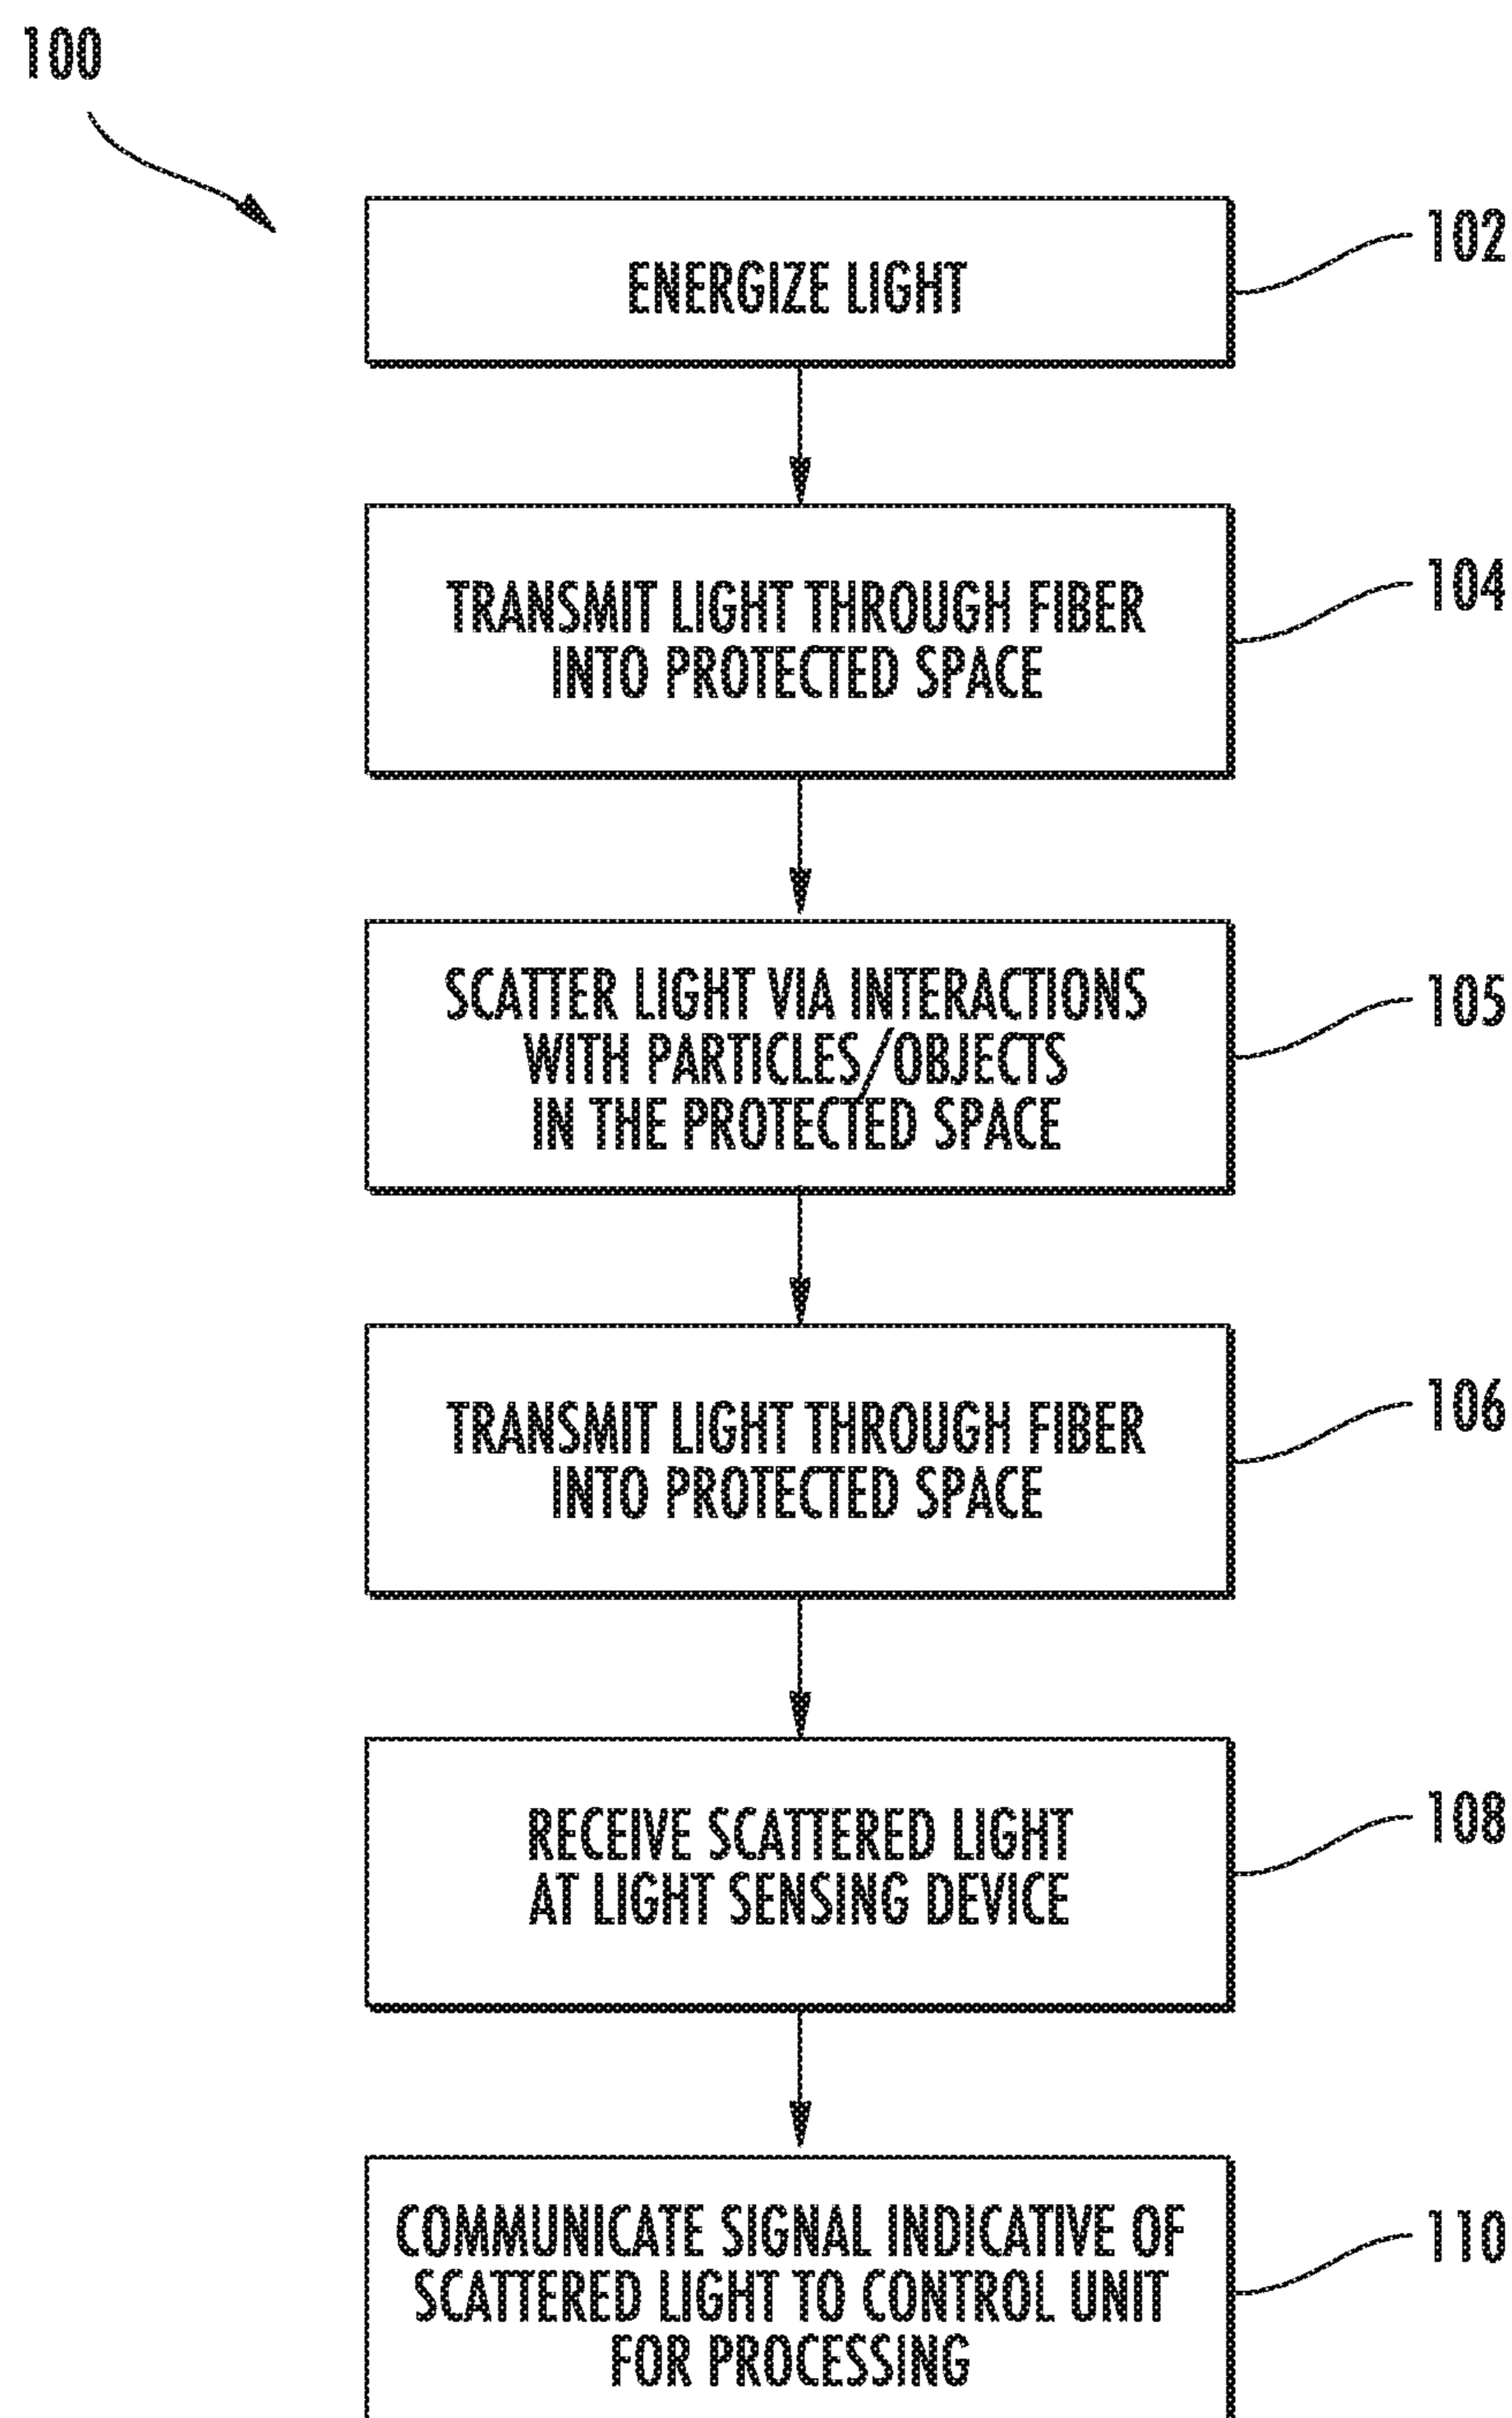 100
ENERGIZE LIGHT
102
TRANSMIT LIGHT THROUGH FIBER
INTO PROTECTED SPACE
104
SCATTER LIGHT VIA INTERACTIONS
WITH PARTICLES/OBJECTS
IN THE PROTECTED SPACE
105
TRANSMIT LIGHT THROUGH FIBER
INTO PROTECTED SPACE
106
RECEIVE SCATTERED LIGHT
AT LIGHT SENSING DEVICE
108
COMMUNICATE SIGNAL INDICATIVE OF
SCATTERED LIGHT TO CONTROL UNIT
FOR PROCESSING
110